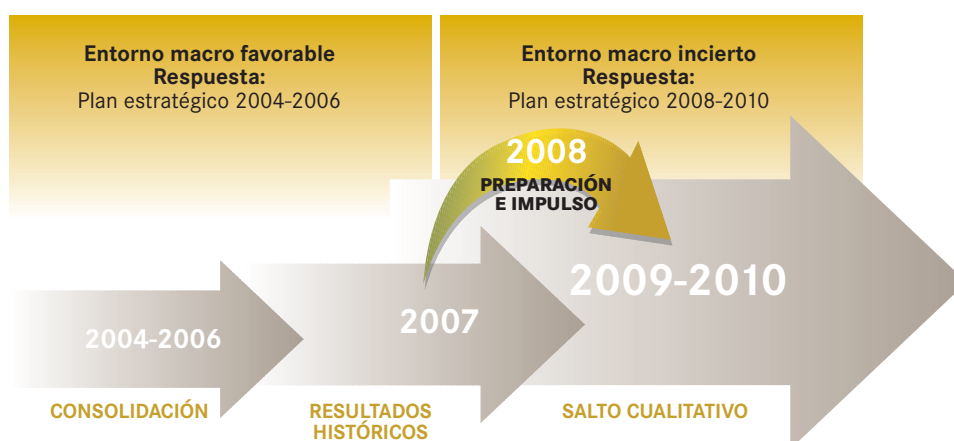 Entorno macro favorable
Respuesta:
Plan estratégico 2004-2006
Entorno macro incierto
Respuesta:
Plan estratégico 2008-2010
2008
PREPARACIÓN
E IMPULSO
2004-2006
2007
2009-2010
CONSOLIDACIÓN
RESULTADOS
HISTÓRICOS
SALTO CUALITATIVO